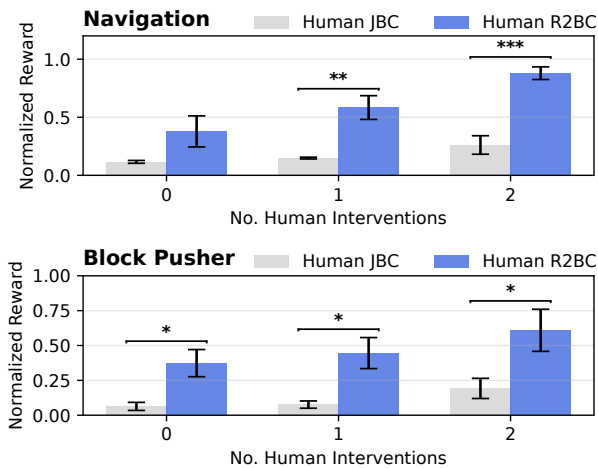 Navigation
Human JBC
Human R2BC
Normalized Reward
1.0
0.5
0.0
**
***
0
1
2
No. Human Interventions
Block Pusher
Human JBC
Human R2BC
Normalized Reward
1.00
0.75
0.50
0.25
0.00
*
*
*
0
1
2
No. Human Interventions